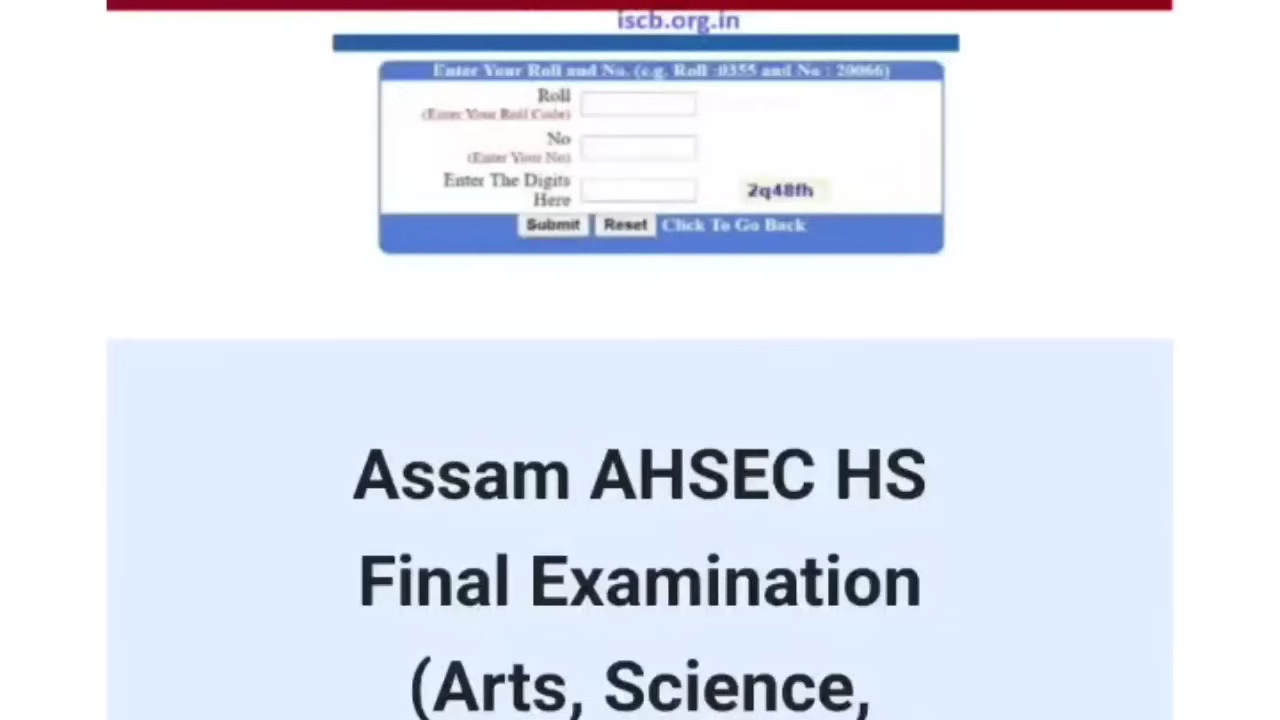 iscb.org.in
Enter Your Roll and No. (e.g. Roll :0355 and No : 20066)
Roll
(Enter Your Roll Code)
No
(Enter Your No)
Enter The Digits
Here
2q48fh
Submit Reset Click To Go Back
Assam AHSEC HS
Final Examination
(Arts, Science,